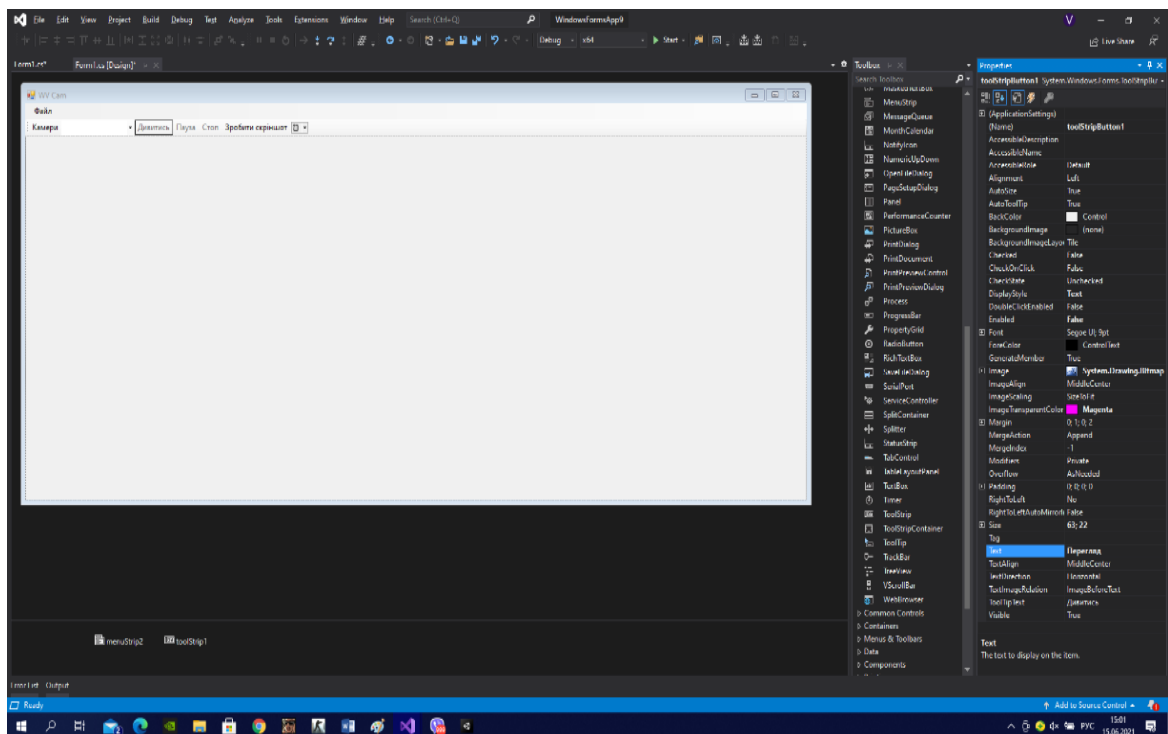 File Edit View Project Build Debug Test Analyze Tools Extensions Window Help Search (Ctrl+Q) WindowsFormsApp9 V
Debug x64 Start Live Share
Form1.cs* Form1.cs [Design]*
WV Cam
Файл
Камери Дивитись Пауза Стоп Зробити скріншот
menuStrip2 toolStrip1
Toolbox
Search Toolbox
MaskedTextBox
MenuStrip
MessageQueue
MonthCalendar
NotifyIcon
NumericUpDown
OpenFileDialog
PageSetupDialog
Panel
PerformanceCounter
PictureBox
PrintDialog
PrintDocument
PrintPreviewControl
PrintPreviewDialog
Process
ProgressBar
PropertyGrid
RadioButton
RichTextBox
SaveFileDialog
SerialPort
ServiceController
SplitContainer
Splitter
StatusStrip
TabControl
TableLayoutPanel
TextBox
Timer
ToolStrip
ToolStripContainer
ToolTip
TrackBar
TreeView
VScrollBar
WebBrowser
Common Controls
Containers
Menus & Toolbars
Data
Components
Properties
toolStripButton1 System.Windows.Forms.ToolStripBut
(ApplicationSettings)
(Name) toolStripButton1
AccessibleDescription
AccessibleName
AccessibleRole Default
Alignment Left
AutoSize True
AutoToolTip True
BackColor Control
BackgroundImage (none)
BackgroundImageLayou Tile
Checked False
CheckOnClick False
CheckState Unchecked
DisplayStyle Text
DoubleClickEnabled False
Enabled False
Font Segoe UI; 9pt
ForeColor ControlText
GenerateMember True
Image System.Drawing.Bitmap
ImageAlign MiddleCenter
ImageScaling SizeToFit
ImageTransparentColor Magenta
Margin 0; 1; 0; 2
MergeAction Append
MergeIndex -1
Modifiers Private
Overflow AsNeeded
Padding 0; 0; 0; 0
RightToLeft No
RightToLeftAutoMirrorI False
Size 63; 22
Tag
Text Перегляд
TextAlign MiddleCenter
TextDirection Horizontal
TextImageRelation ImageBeforeText
ToolTipText Дивитись
Visible True
Text
The text to display on the item.
Error List Output
Ready Add to Source Control
РУС 15:01
15.06.2021